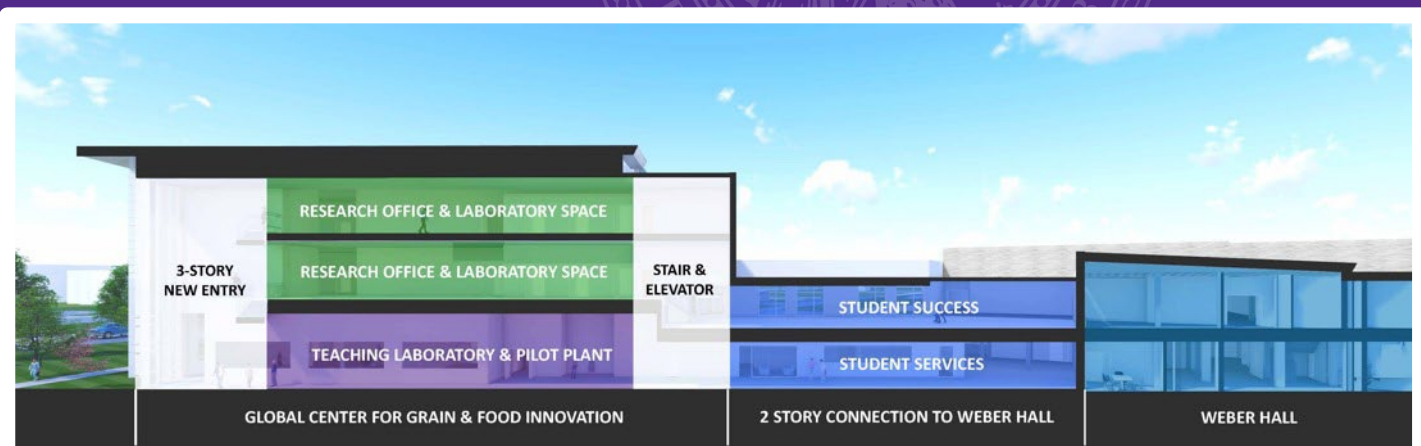 RESEARCH OFFICE & LABORATORY SPACE
3-STORY
NEW ENTRY
RESEARCH OFFICE & LABORATORY SPACE
STAIR &
ELEVATOR
STUDENT SUCCESS
TEACHING LABORATORY & PILOT PLANT
STUDENT SERVICES
GLOBAL CENTER FOR GRAIN & FOOD INNOVATION
2 STORY CONNECTION TO WEBER HALL
WEBER HALL